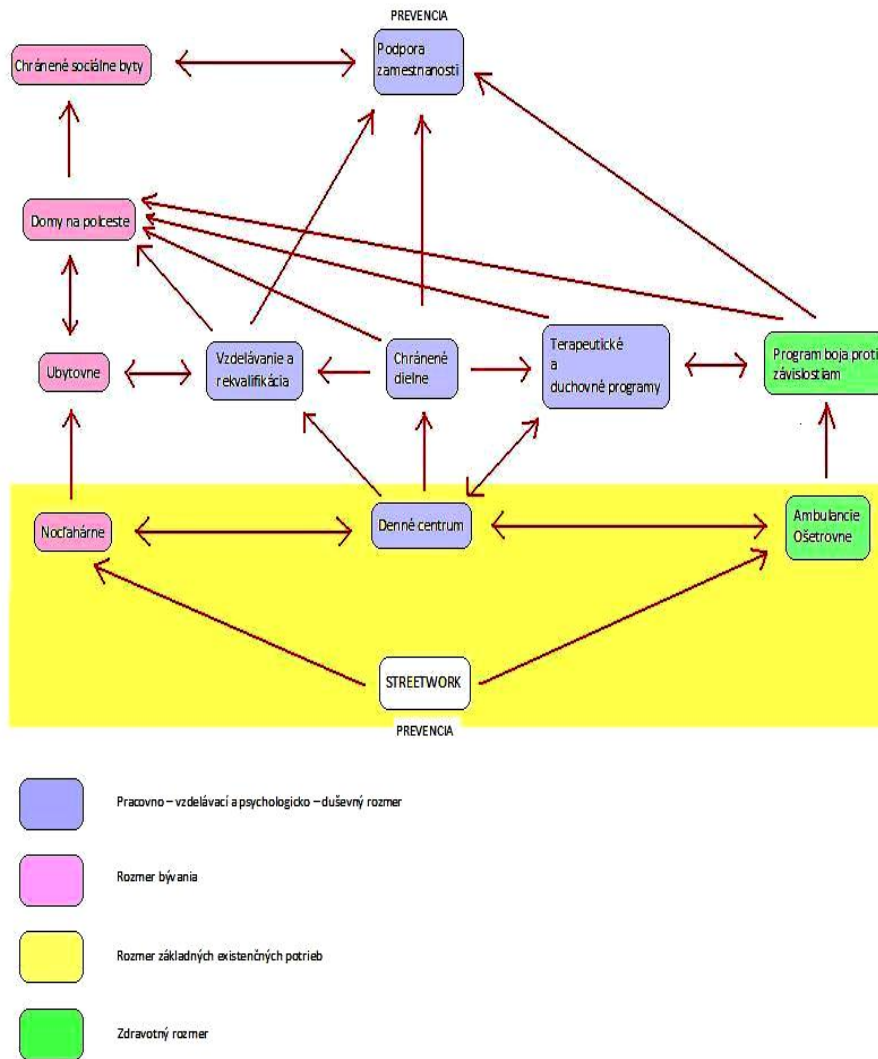 PREVENCIA
Podpora
zamestnanosti
Chránené sociálne byty
Domy na polceste
Ubytovne
Vzdelávanie a
rekvalifikácia
Chránené
dielne
Terapeutické
a
duchovné programy
Program boja proti
závislostiam
Nocľahárne
Denné centrum
Ambulancie
Ošetrovne
STREETWORK
PREVENCIA
Pracovno – vzdelávací a psychologicko – duševný rozmer
Rozmer bývania
Rozmer základných existenčných potrieb
Zdravotný rozmer